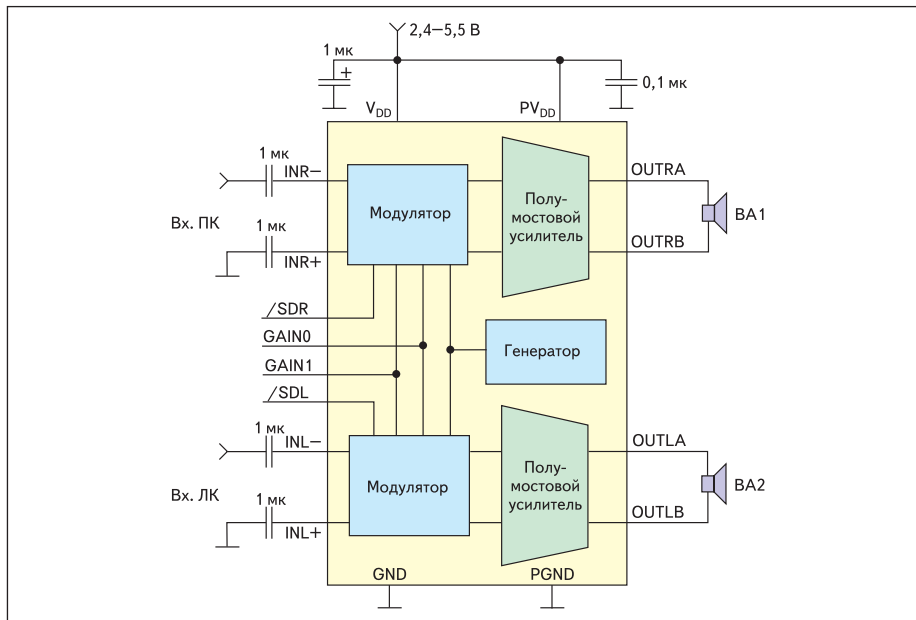 2,4—5,5 В
1 мк
+
0,1 мк
VDD
PVDD
1 мк
INR—
OUTRA
Модулятор
Полу-
мостовой
усилитель
BA1
Вх. ПК
1 мк
INR+
OUTRB
/SDR
GAIN0
Генератор
GAIN1
/SDL
1 мк
INL—
OUTLA
Модулятор
Полу-
мостовой
усилитель
BA2
Вх. ЛК
1 мк
INL+
OUTLB
GND
PGND